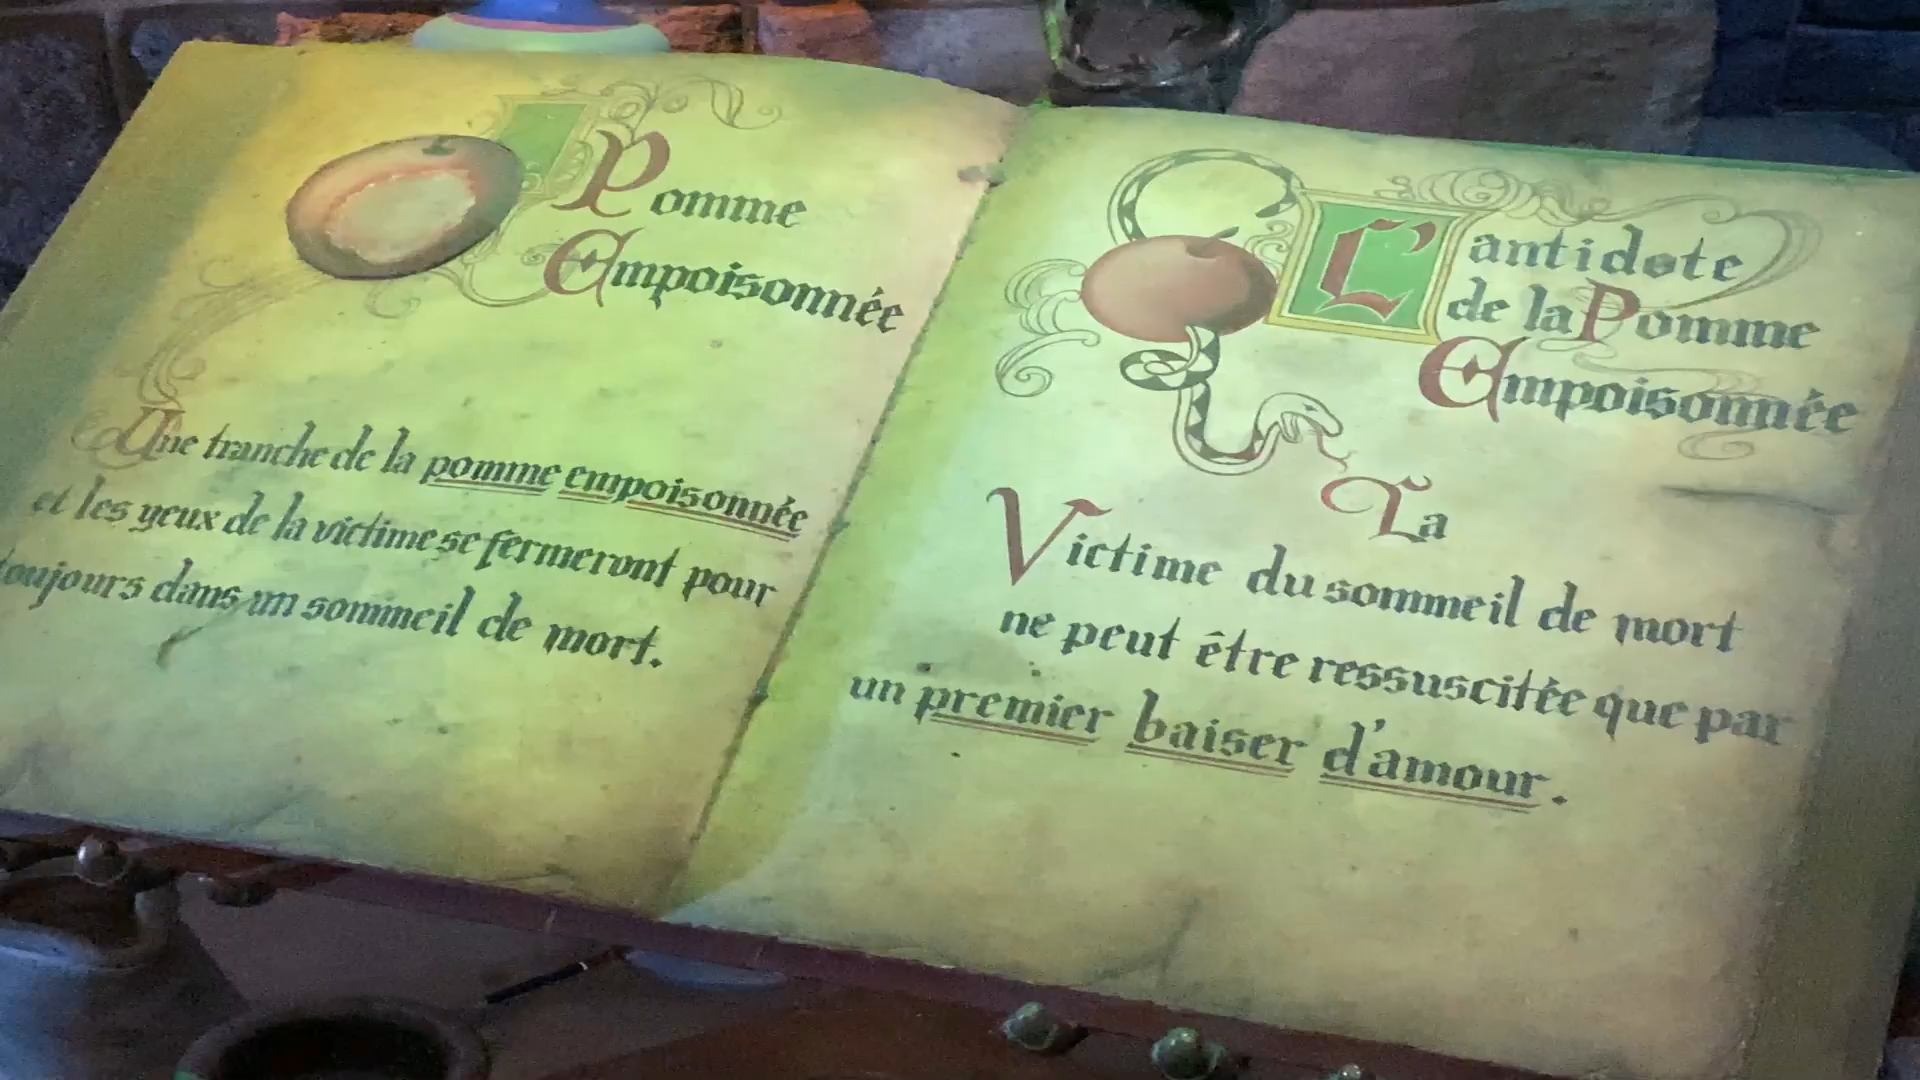 Pomme
Empoisonnée
Une tranche de la pomme empoisonnée
et les yeux de la victime se fermeront pour
toujours dans un sommeil de mort.
L'antidote
de la Pomme
Empoisonnée
La
Victime du sommeil de mort
ne peut être ressuscitée que par
un premier baiser d'amour.